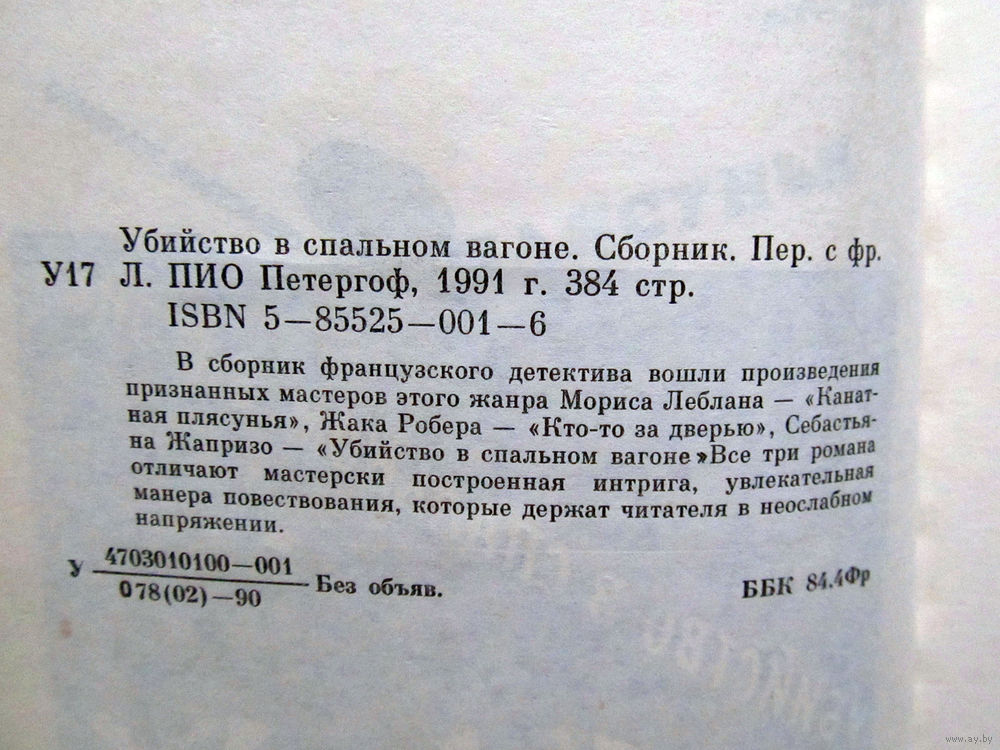 Убийство в спальном вагоне. Сборник. Пер. с фр.
У17 Л. ПИО Петергоф, 1991 г. 384 стр.
ISBN 5—85525—001—6
В сборник французского детектива вошли произведения
признанных мастеров этого жанра Мориса Леблана — «Канат-
ная плясунья», Жака Робера — «Кто-то за дверью», Себастья-
на Жапризо — «Убийство в спальном вагоне»Все три романа
отличают мастерски построенная интрига, увлекательная
манера повествования, которые держат читателя в неослабном
напряжении.
У 4703010100—001
078(02)—90
Без объяв.
ББК 84.4Фр
www.ay.by